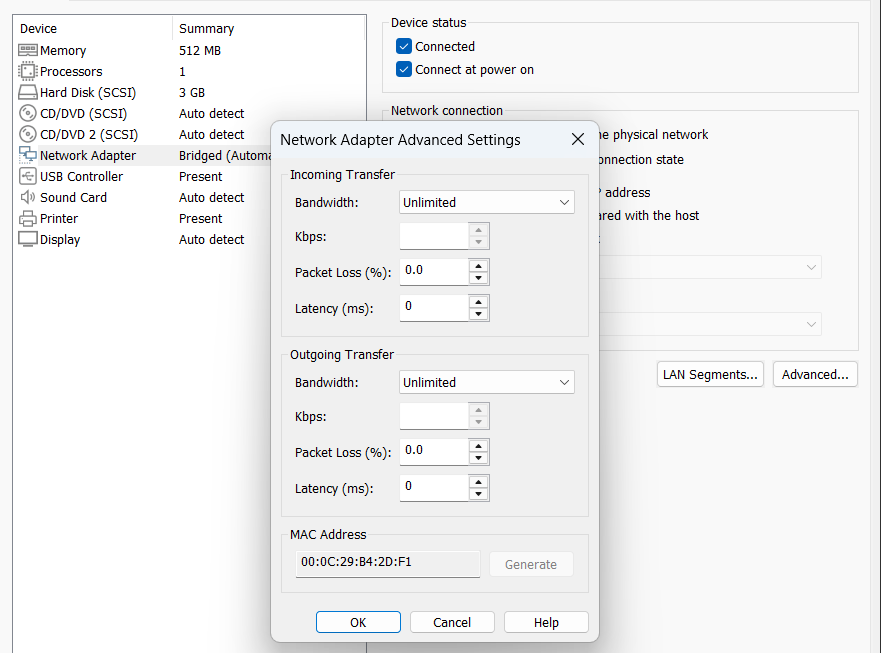 Device Summary
Memory 512 MB
Processors 1
Hard Disk (SCSI) 3 GB
CD/DVD (SCSI) Auto detect
CD/DVD 2 (SCSI) Auto detect
Network Adapter Bridged (Automa
USB Controller Present
Sound Card Auto detect
Printer Present
Display Auto detect
Device status
Connected
Connect at power on
Network connection
physical network
onnection state
address
ared with the host
LAN Segments...
Advanced...
Network Adapter Advanced Settings
Incoming Transfer
Bandwidth: Unlimited
Kbps:
Packet Loss (%): 0.0
Latency (ms): 0
Outgoing Transfer
Bandwidth: Unlimited
Kbps:
Packet Loss (%): 0.0
Latency (ms): 0
MAC Address
00:0C:29:B4:2D:F1
Generate
OK
Cancel
Help